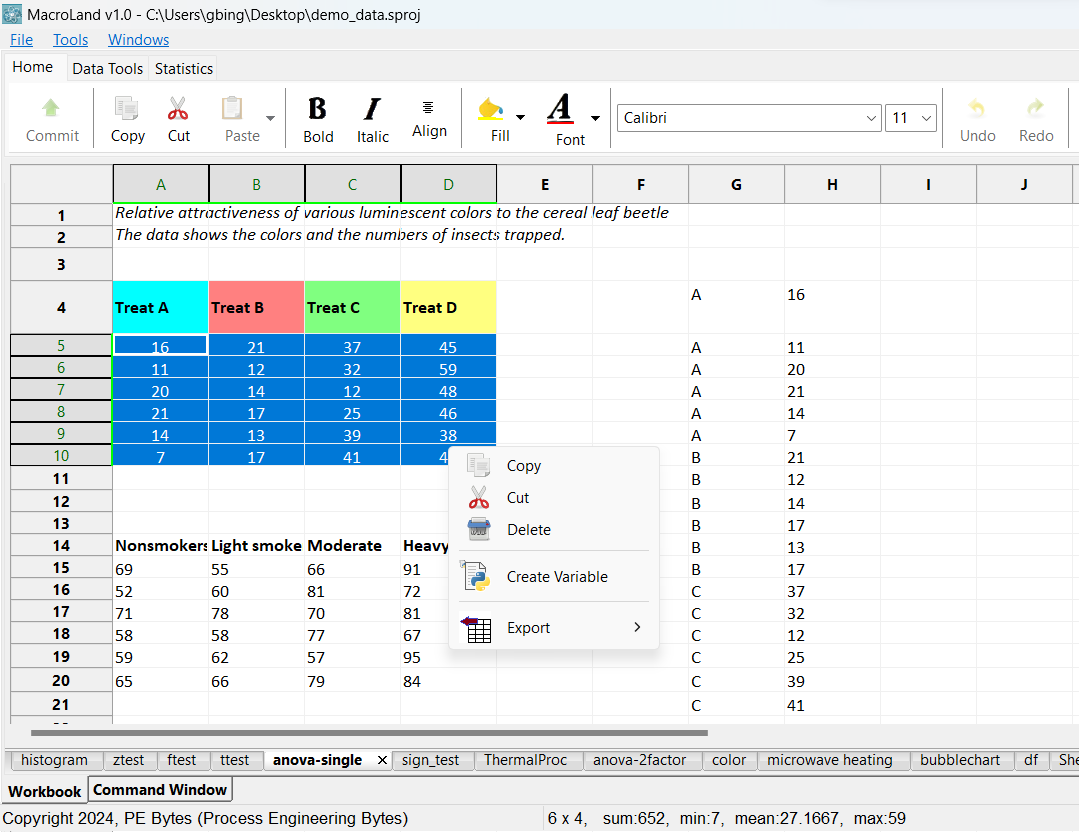 MacroLand v1.0 - C:\Users\gbing\Desktop\demo_data.sproj
File Tools Windows
Home Data Tools Statistics
Commit Copy Cut Paste Bold Italic Align Fill Font Calibri 11 Undo Redo
A B C D E F G H I J
1 Relative attractiveness of various luminescent colors to the cereal leaf beetle
2 The data shows the colors and the numbers of insects trapped.
3
4 Treat A Treat B Treat C Treat D A 16
5 16 21 37 45 A 11
6 11 12 32 59 A 20
7 20 14 12 48 A 21
8 21 17 25 46 A 14
9 14 13 39 38 A 7
10 7 17 41 4 B 21
11 B 12
12 B 14
13 B 17
14 Nonsmokers Light smoke Moderate Heavy B 13
15 69 55 66 91 B 17
16 52 60 81 72 C 37
17 71 78 70 81 C 32
18 58 58 77 67 C 12
19 59 62 57 95 C 25
20 65 66 79 84 C 39
21 C 41
Copy
Cut
Delete
Create Variable
Export
histogram ztest ftest ttest anova-single sign_test ThermalProc anova-2factor color microwave heating bubblechart df She
Workbook Command Window
Copyright 2024, PE Bytes (Process Engineering Bytes) 6 x 4, sum:652, min:7, mean:27.1667, max:59